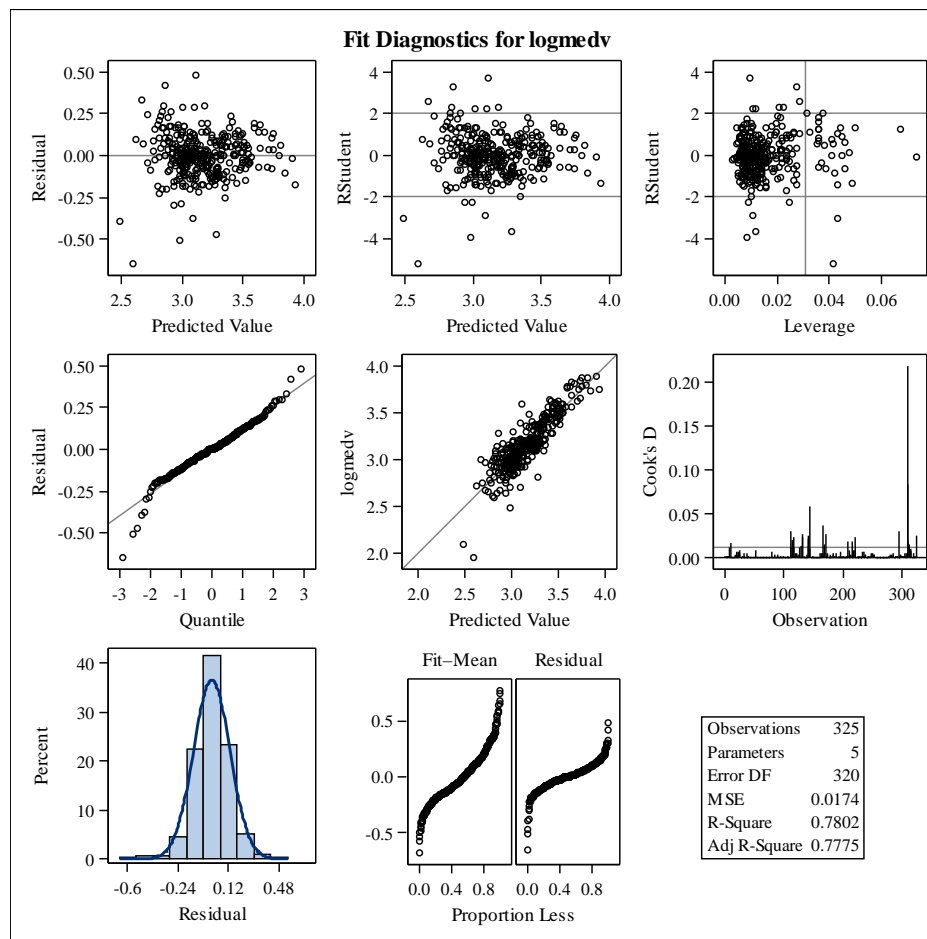 Fit Diagnostics for logmedv
0.50
0.25
0.00
-0.25
-0.50
Residual
2.5 3.0 3.5 4.0
Predicted Value
4
2
0
-2
-4
RStudent
2.5 3.0 3.5 4.0
Predicted Value
4
2
0
-2
-4
RStudent
0.00 0.02 0.04 0.06
Leverage
0.50
0.25
0.00
-0.25
-0.50
Residual
-3 -2 -1 0 1 2 3
Quantile
4.0
3.5
3.0
2.5
2.0
logmedv
2.0 2.5 3.0 3.5 4.0
Predicted Value
0.20
0.15
0.10
0.05
0.00
Cook's D
0 100 200 300
Observation
40
30
20
10
0
Percent
-0.6 -0.24 0.12 0.48
Residual
Fit–Mean Residual
0.5
0.0
-0.5
0.0 0.4 0.8 0.0 0.4 0.8
Proportion Less
Observations 325
Parameters 5
Error DF 320
MSE 0.0174
R-Square 0.7802
Adj R-Square 0.7775